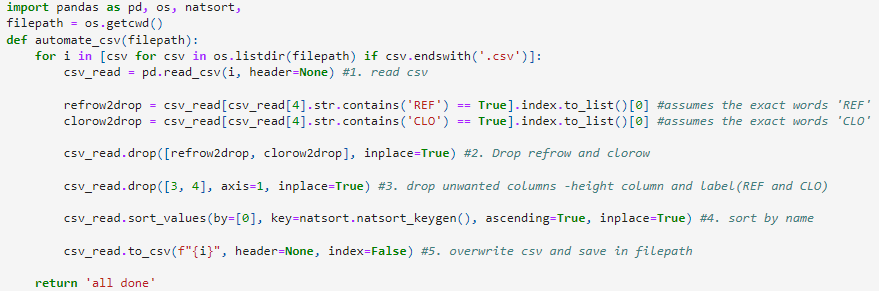 import pandas as pd, os, natsort,
filepath = os.getcwd()
def automate_csv(filepath):
    for i in [csv for csv in os.listdir(filepath) if csv.endswith('.csv')]:
        csv_read = pd.read_csv(i, header=None) #1. read csv
        refrow2drop = csv_read[csv_read[4].str.contains('REF') == True].index.to_list()[0] #assumes the exact words 'REF'
        clorow2drop = csv_read[csv_read[4].str.contains('CLO') == True].index.to_list()[0] #assumes the exact words 'CLO'
        csv_read.drop([refrow2drop, clorow2drop], inplace=True) #2. Drop refrow and clorow
        csv_read.drop([3, 4], axis=1, inplace=True) #3. drop unwanted columns -height column and label(REF and CLO)
        csv_read.sort_values(by=[0], key=natsort.natsort_keygen(), ascending=True, inplace=True) #4. sort by name
        csv_read.to_csv(f"{i}", header=None, index=False) #5. overwrite csv and save in filepath
    return 'all done'